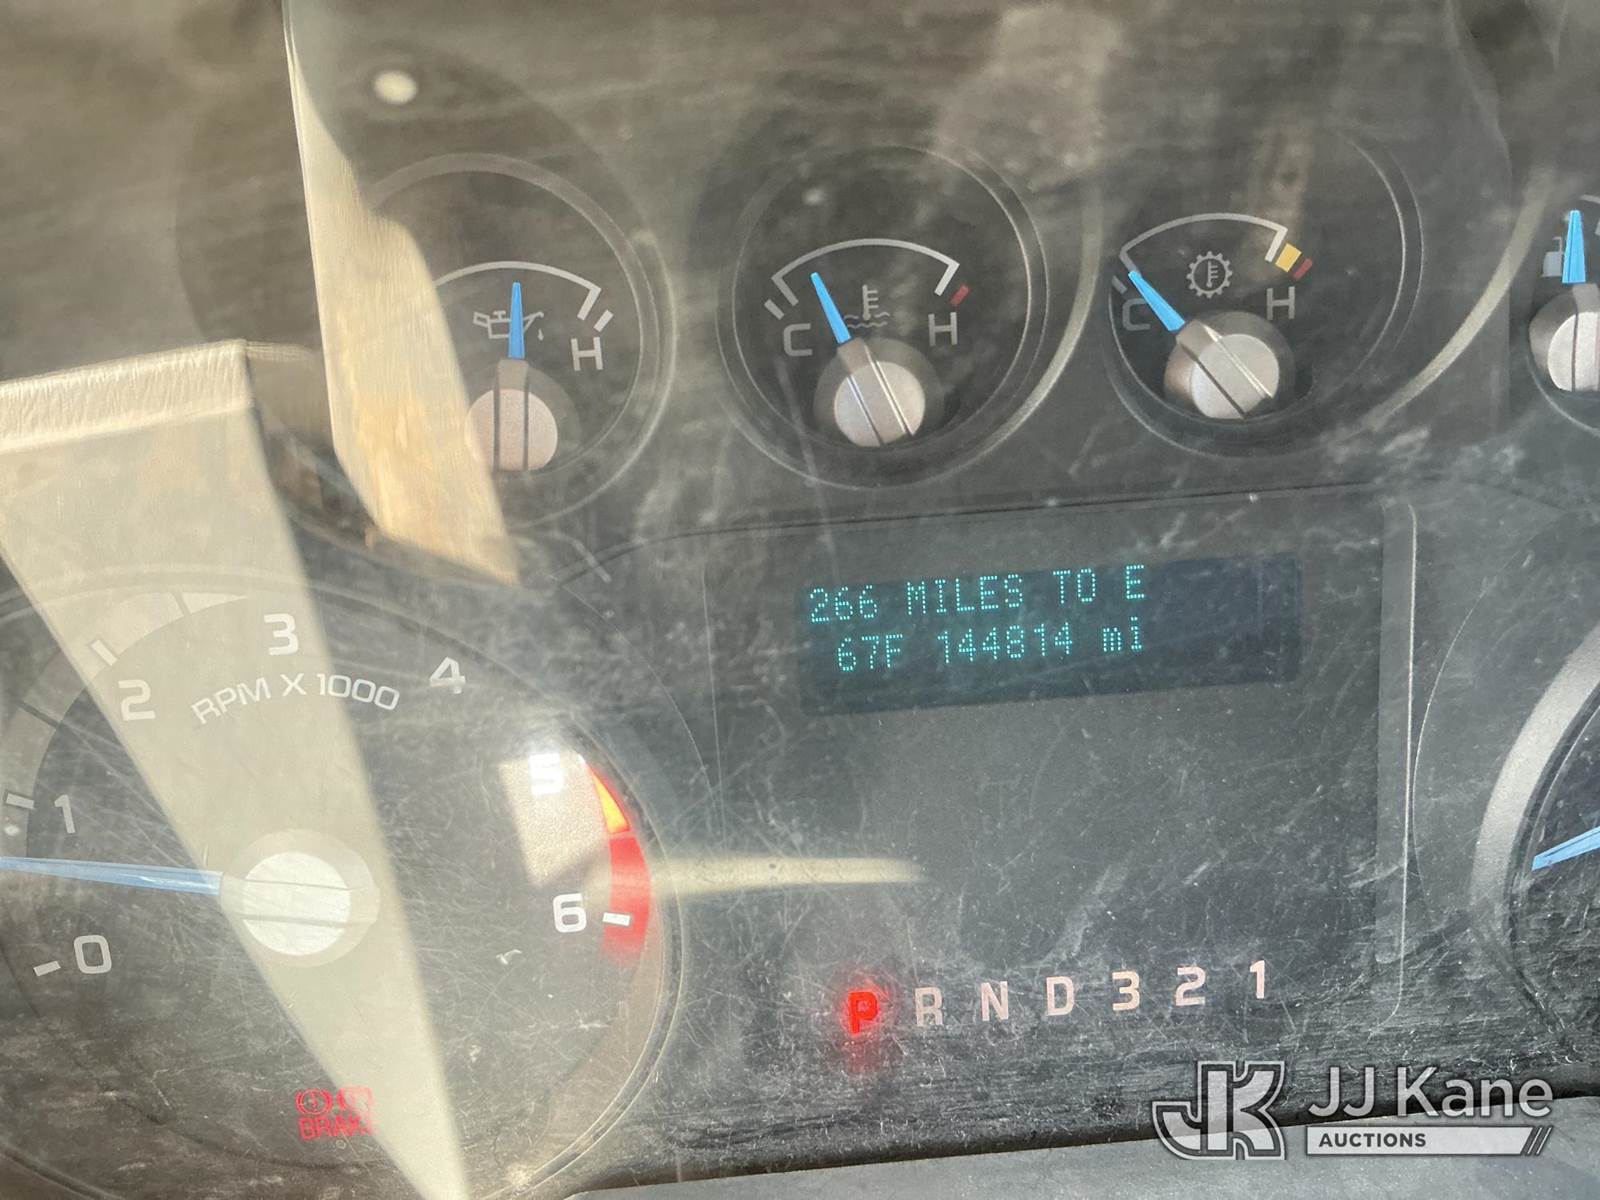 H
C H
C H
266 MILES TO E
67F 144814 mi
0 1 2 3 4 5 6
RPM X 1000
P R N D 3 2 1
BRAKE
JK JJ Kane
AUCTIONS